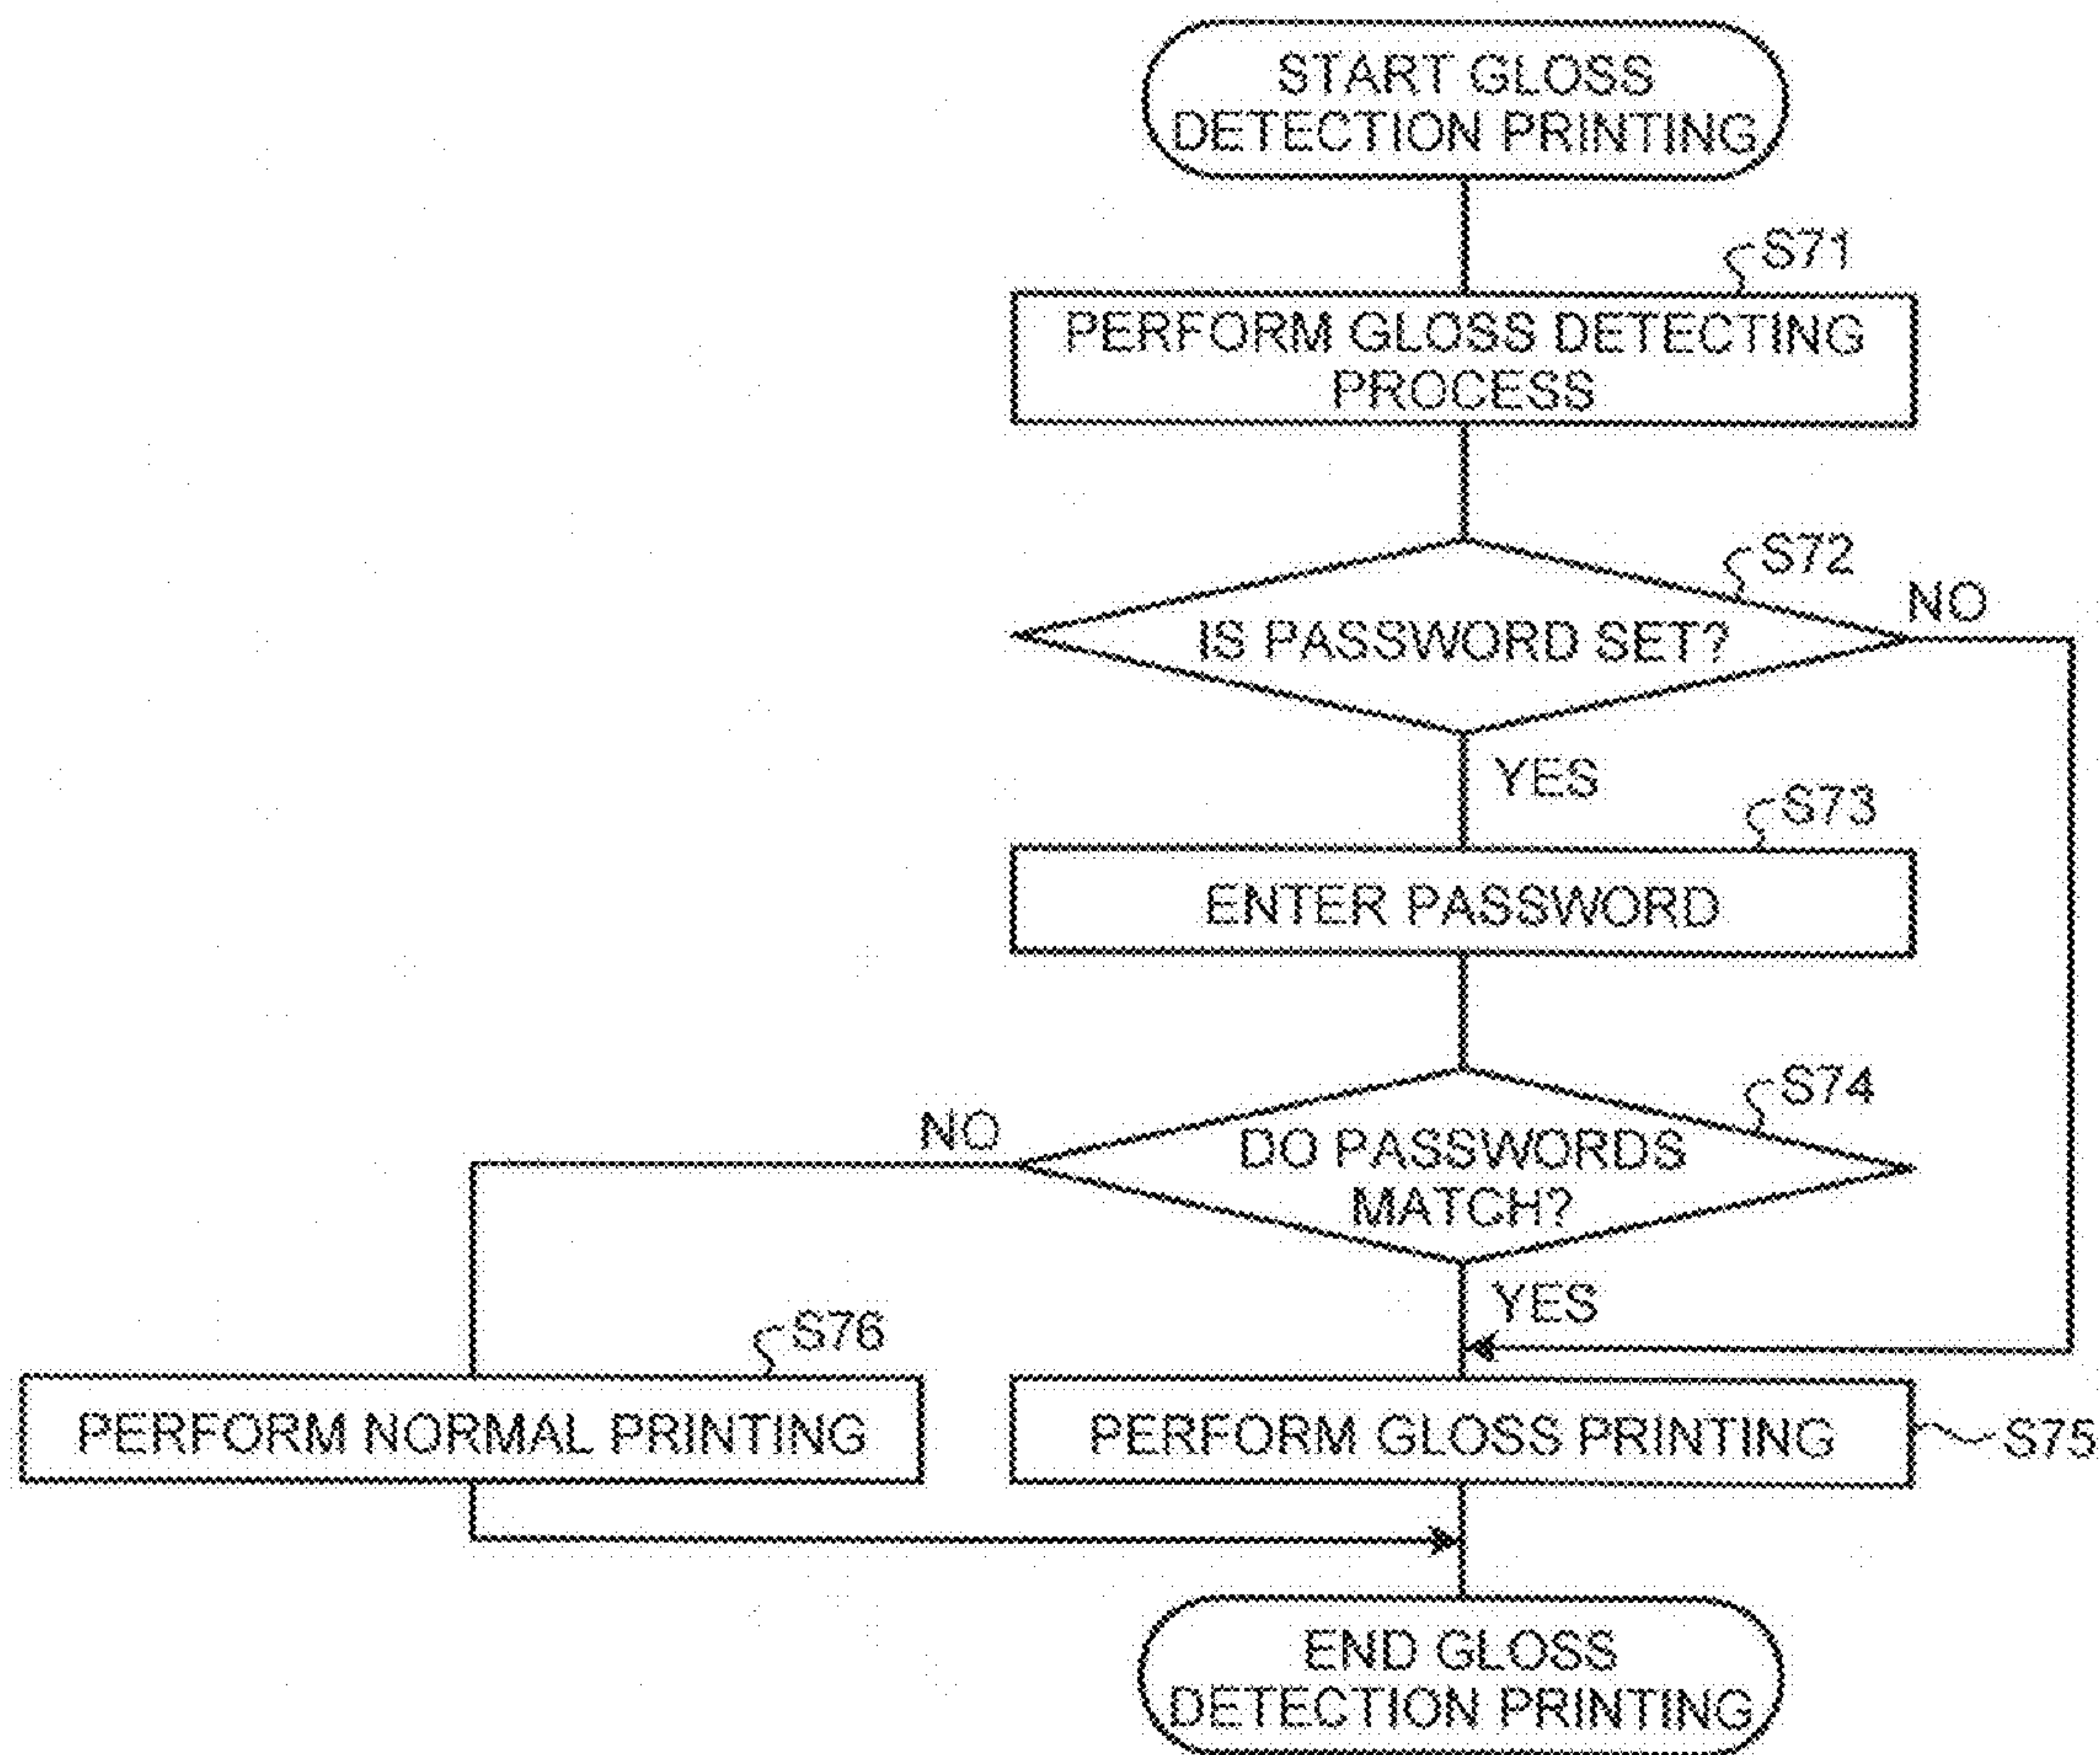 START GLOSS
DETECTION PRINTING
S71
PERFORM GLOSS DETECTING
PROCESS
S72
NO
IS PASSWORD SET?
YES
S73
ENTER PASSWORD
S74
NO
DO PASSWORDS
MATCH?
YES
S76
PERFORM NORMAL PRINTING
PERFORM GLOSS PRINTING
S75
END GLOSS
DETECTION PRINTING